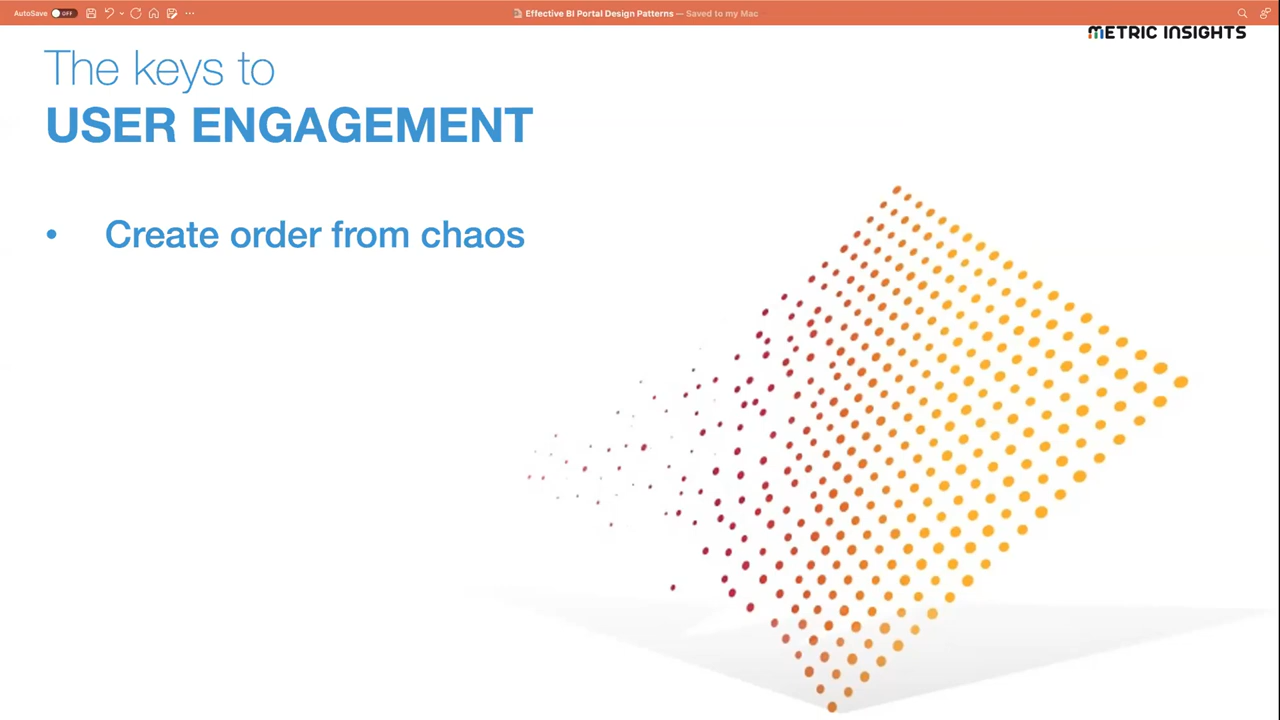 AutoSave OFF
Effective BI Portal Design Patterns — Saved to my Mac
METRIC INSIGHTS
The keys to
USER ENGAGEMENT
• Create order from chaos